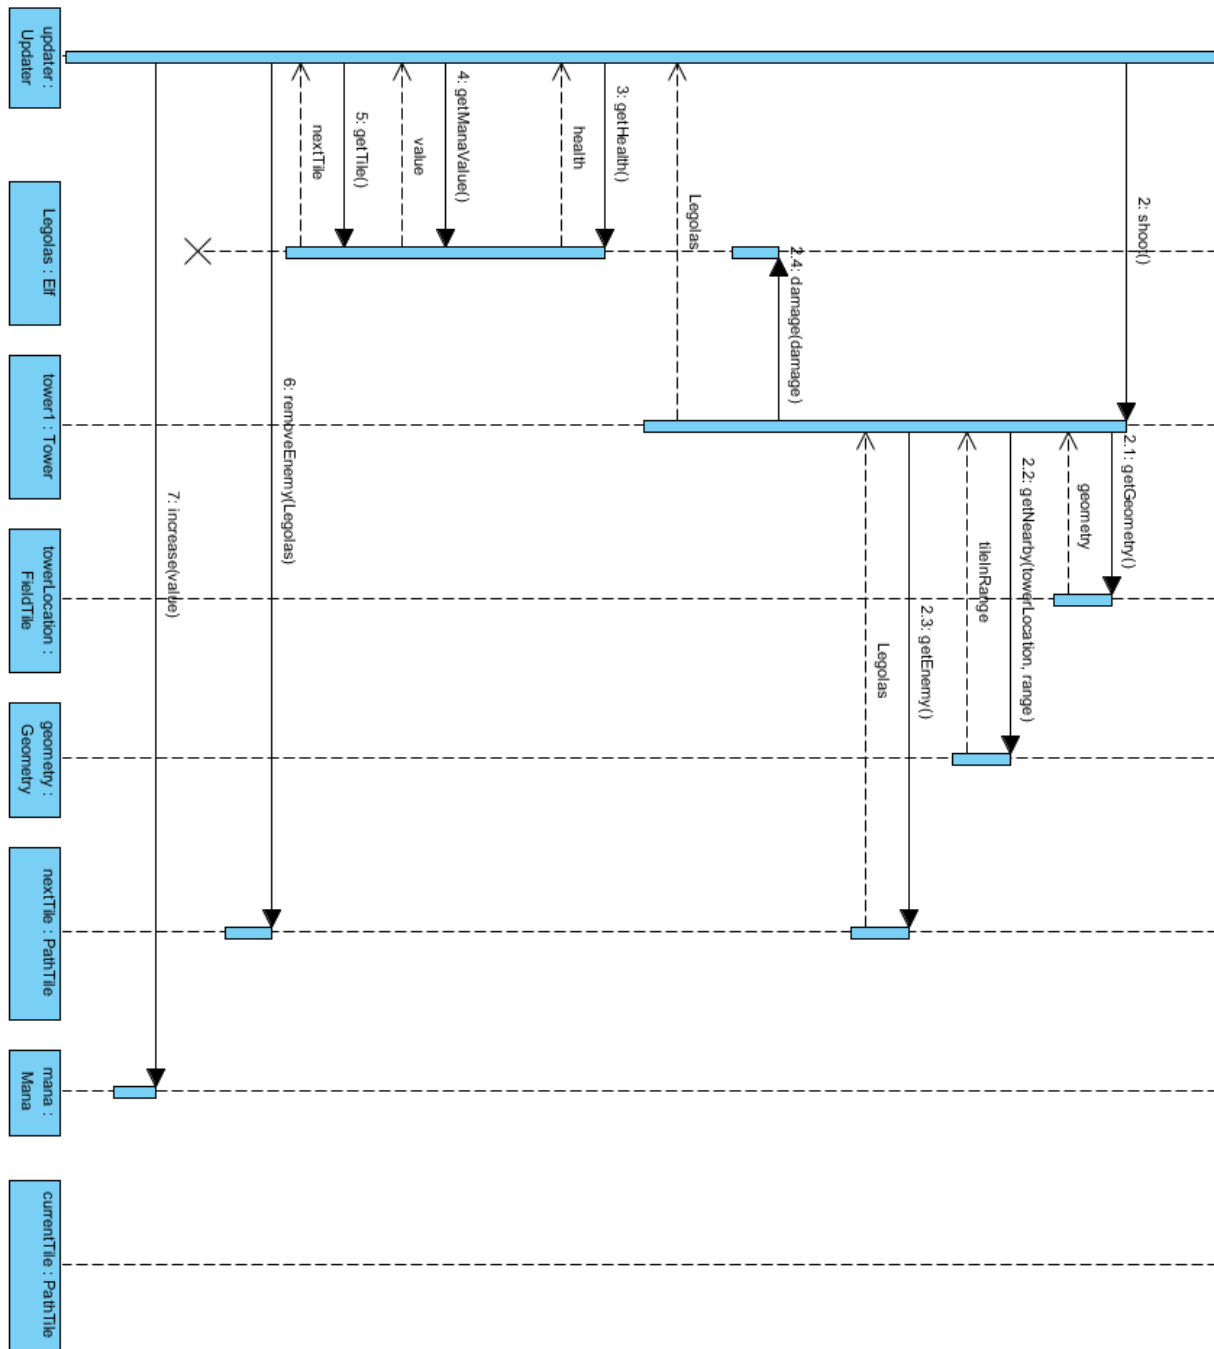 updater :
Updater
Legolas : Elf
tower1 : Tower
towerLocation :
FieldTile
geometry :
Geometry
nextTile : PathTile
mana :
Mana
currentTile : PathTile
2: shoot()
2.1: getGeometry()
geometry
2.2: getNearby(towerLocation, range)
tileInRange
2.3: getEnemy()
Legolas
2.4: damage(damage)
Legolas
3: getHealth()
health
4: getManaValue()
value
5: getTile()
nextTile
6: removeEnemy(Legolas)
7: increase(value)